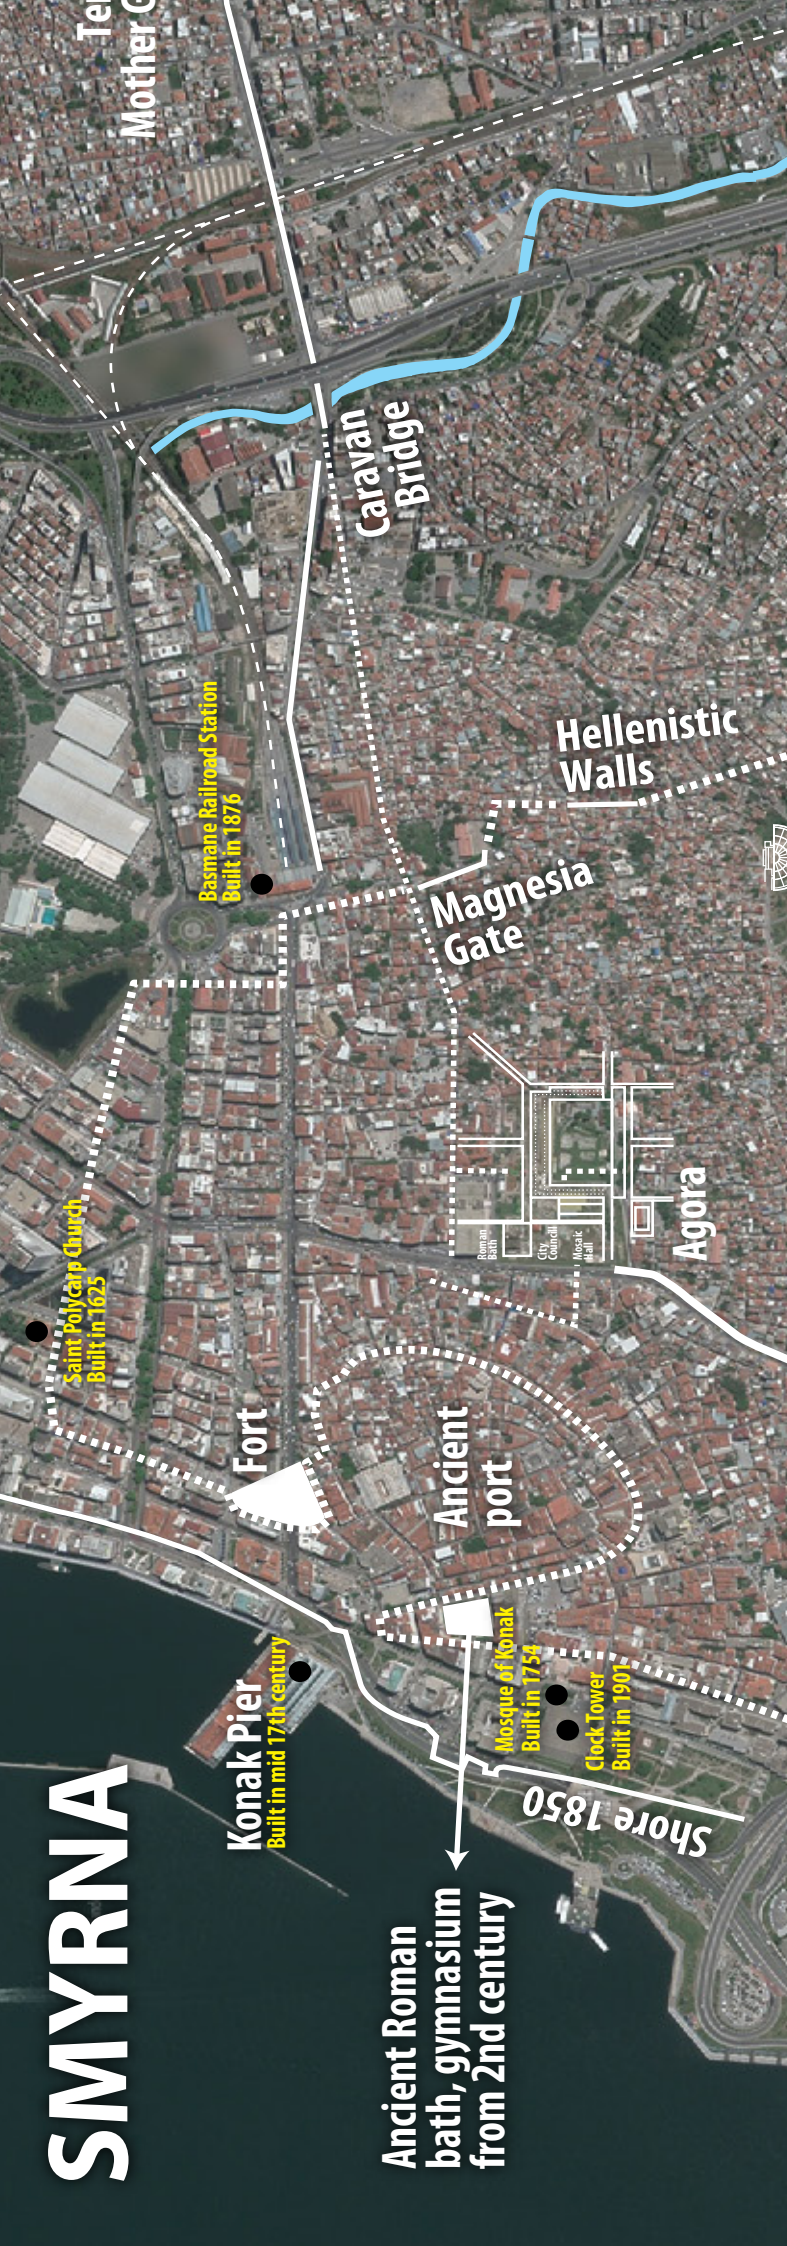 SMYRNA
Ancient Roman
bath, gymnasium
from 2nd century
Konak Pier
Built in mid 17th century
Shore 1850
Mosque of Konak
Built in 1754
Clock Tower
Built in 1901
Fort
Ancient
port
Saint Polycarp Church
Built in 1625
Agora
Roman
Bath
City
Council
Mosaic
Hall
Magnesia
Gate
Basmane Railroad Station
Built in 1876
Hellenistic
Walls
Caravan
Bridge
Mother